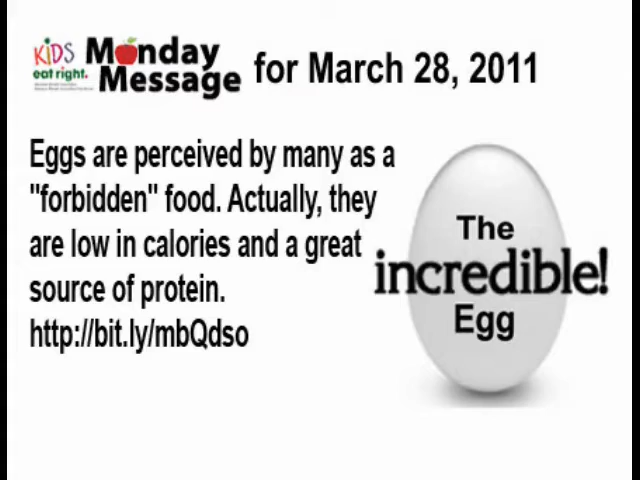 KiDS
eat right.
Monday
Message
for March 28, 2011
Eggs are perceived by many as a
"forbidden" food. Actually, they
are low in calories and a great
source of protein.
http://bit.ly/mbQdso
The
incredible!
Egg